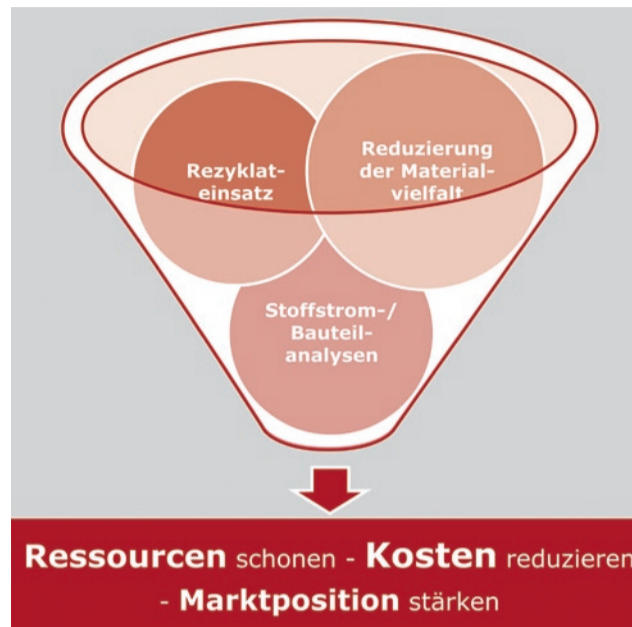 Rezyklat-
einsatz
Reduzierung
der Material-
vielfalt
Stoffstrom-/
Bauteil-
analysen
Ressourcen schonen - Kosten reduzieren
- Marktposition stärken